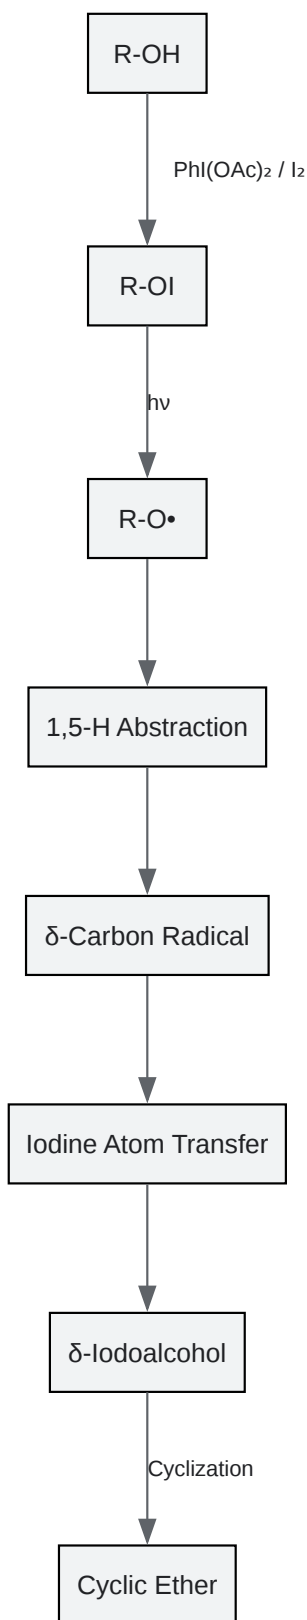 R-OH
PhI(OAc)₂ / I₂
R-OI
hν
R-O•
1,5-H Abstraction
δ-Carbon Radical
Iodine Atom Transfer
δ-Iodoalcohol
Cyclization
Cyclic Ether